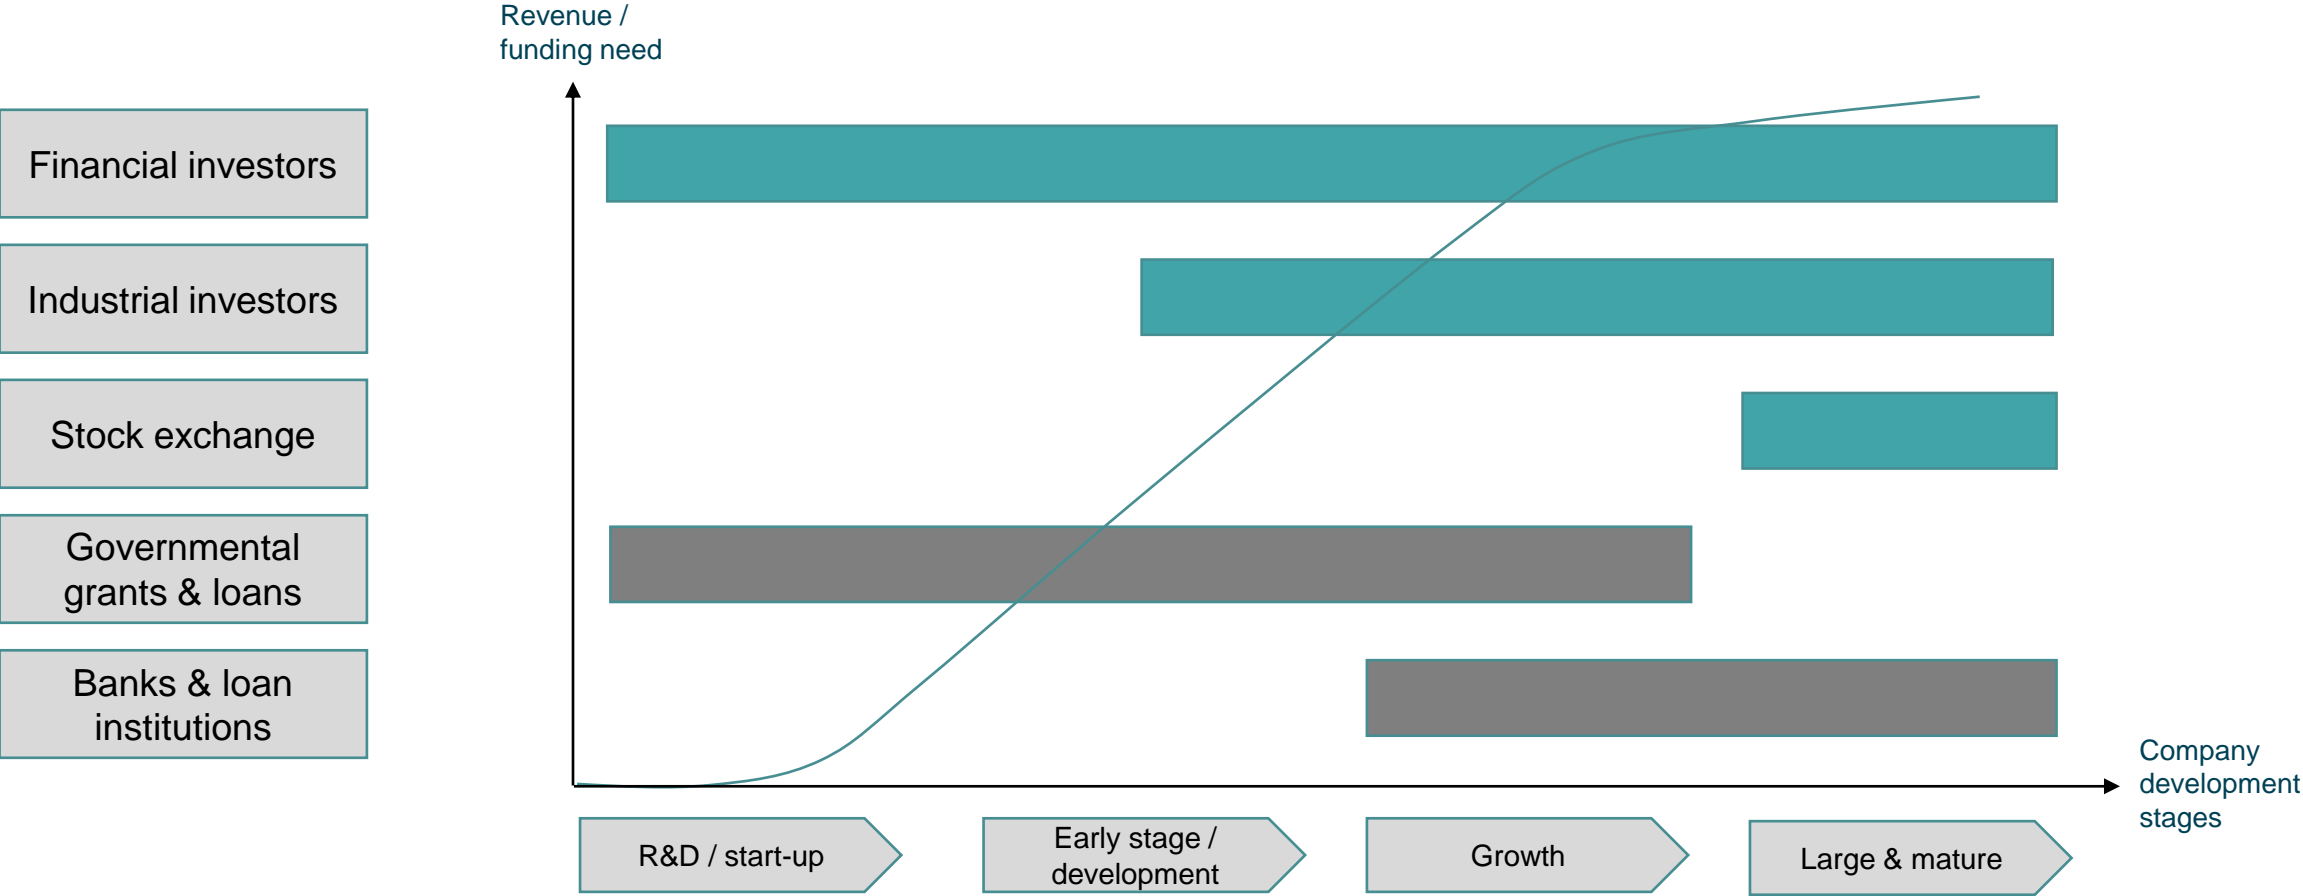 Revenue /
funding need
Financial investors
Industrial investors
Stock exchange
Governmental
grants & loans
Banks & loan
institutions
Company
development
stages
R&D / start-up
Early stage /
development
Growth
Large & mature